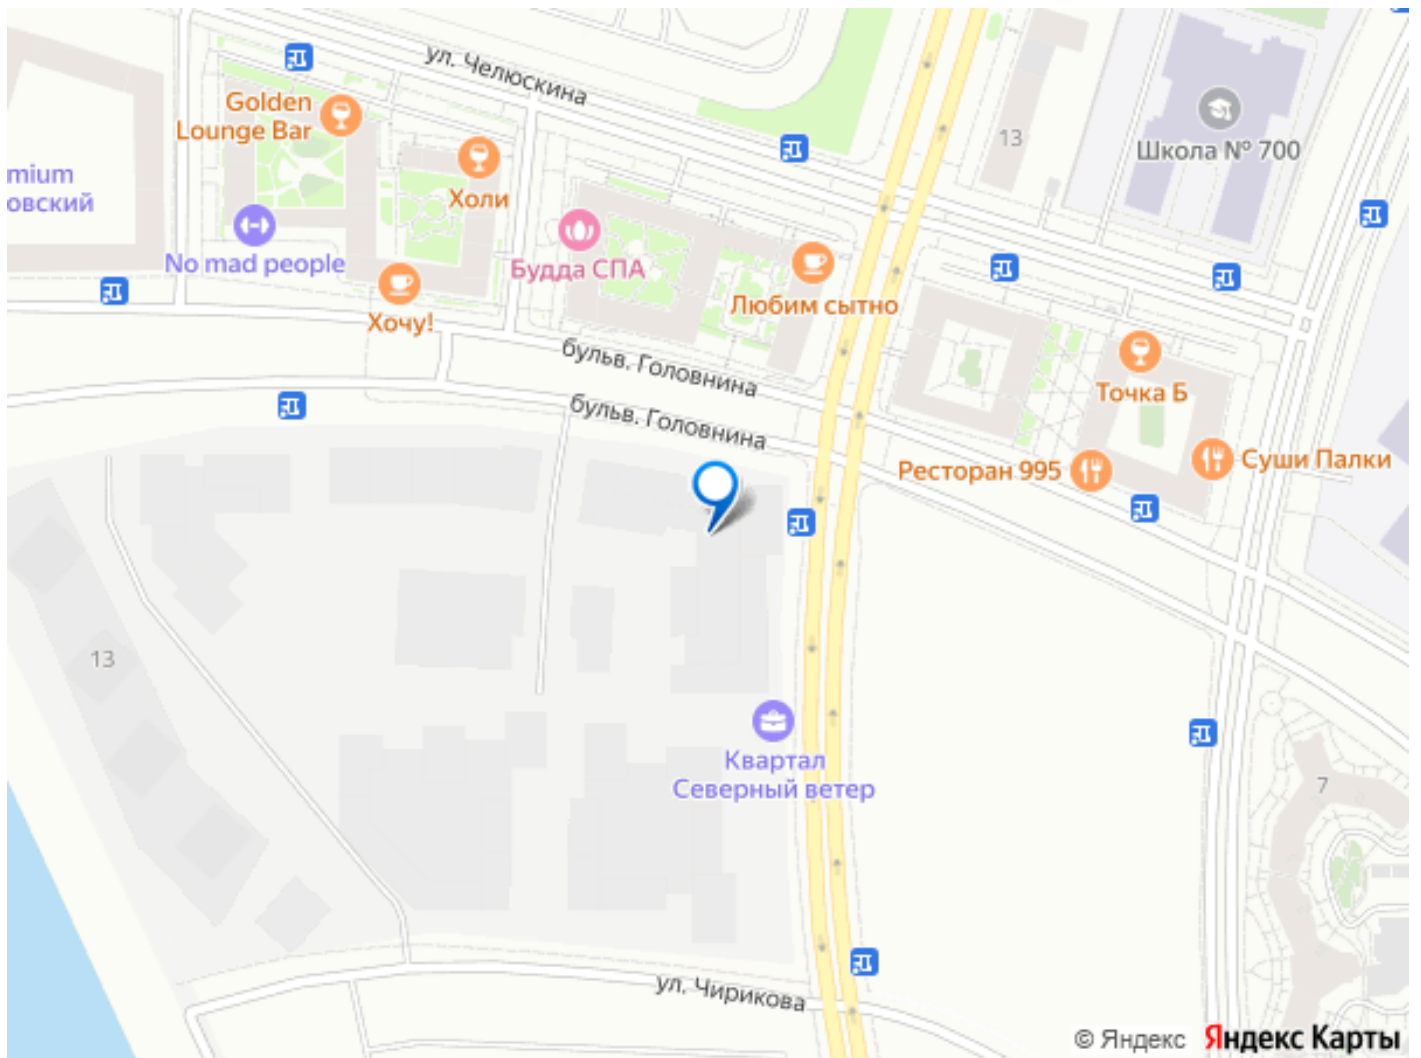 ул. Челюскина
Golden
Lounge Bar
13
Школа № 700
mium
овский
Холи
No mad people
Будда СПА
Хочу!
Любим сытно
бульв. Головнина
бульв. Головнина
Точка Б
Ресторан 995
Суши Палки
13
Квартал
Северный ветер
7
ул. Чирикова
© Яндекс Яндекс Карты